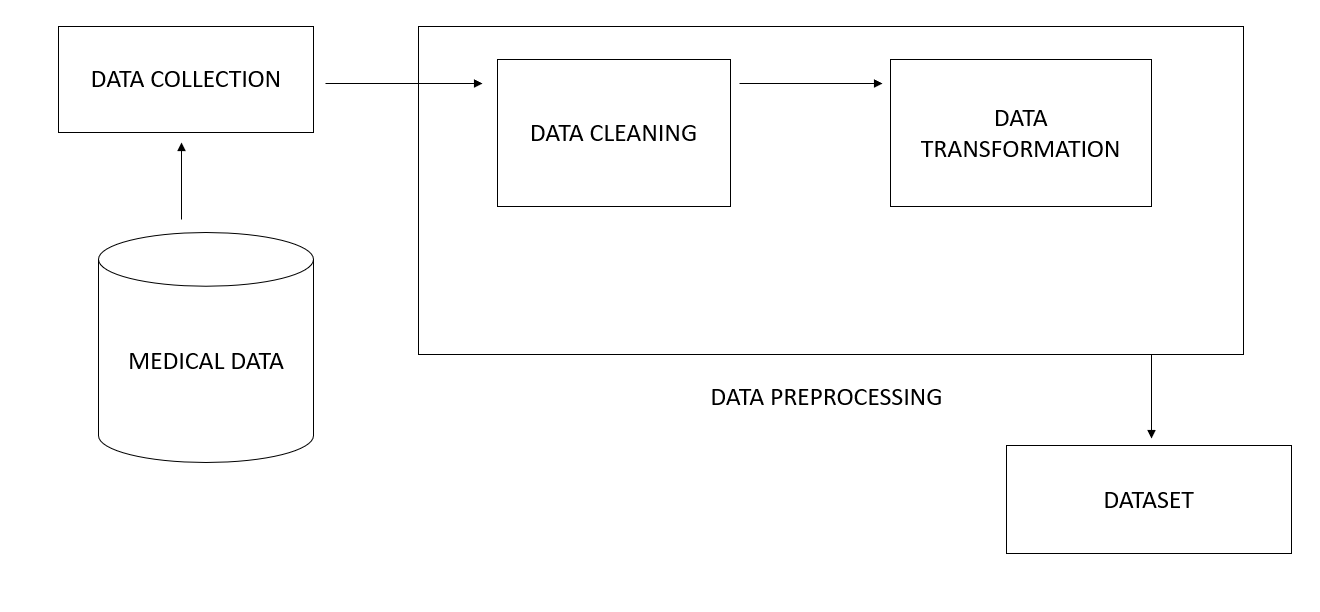 DATA COLLECTION
DATA CLEANING
DATA
TRANSFORMATION
MEDICAL DATA
DATA PREPROCESSING
DATASET